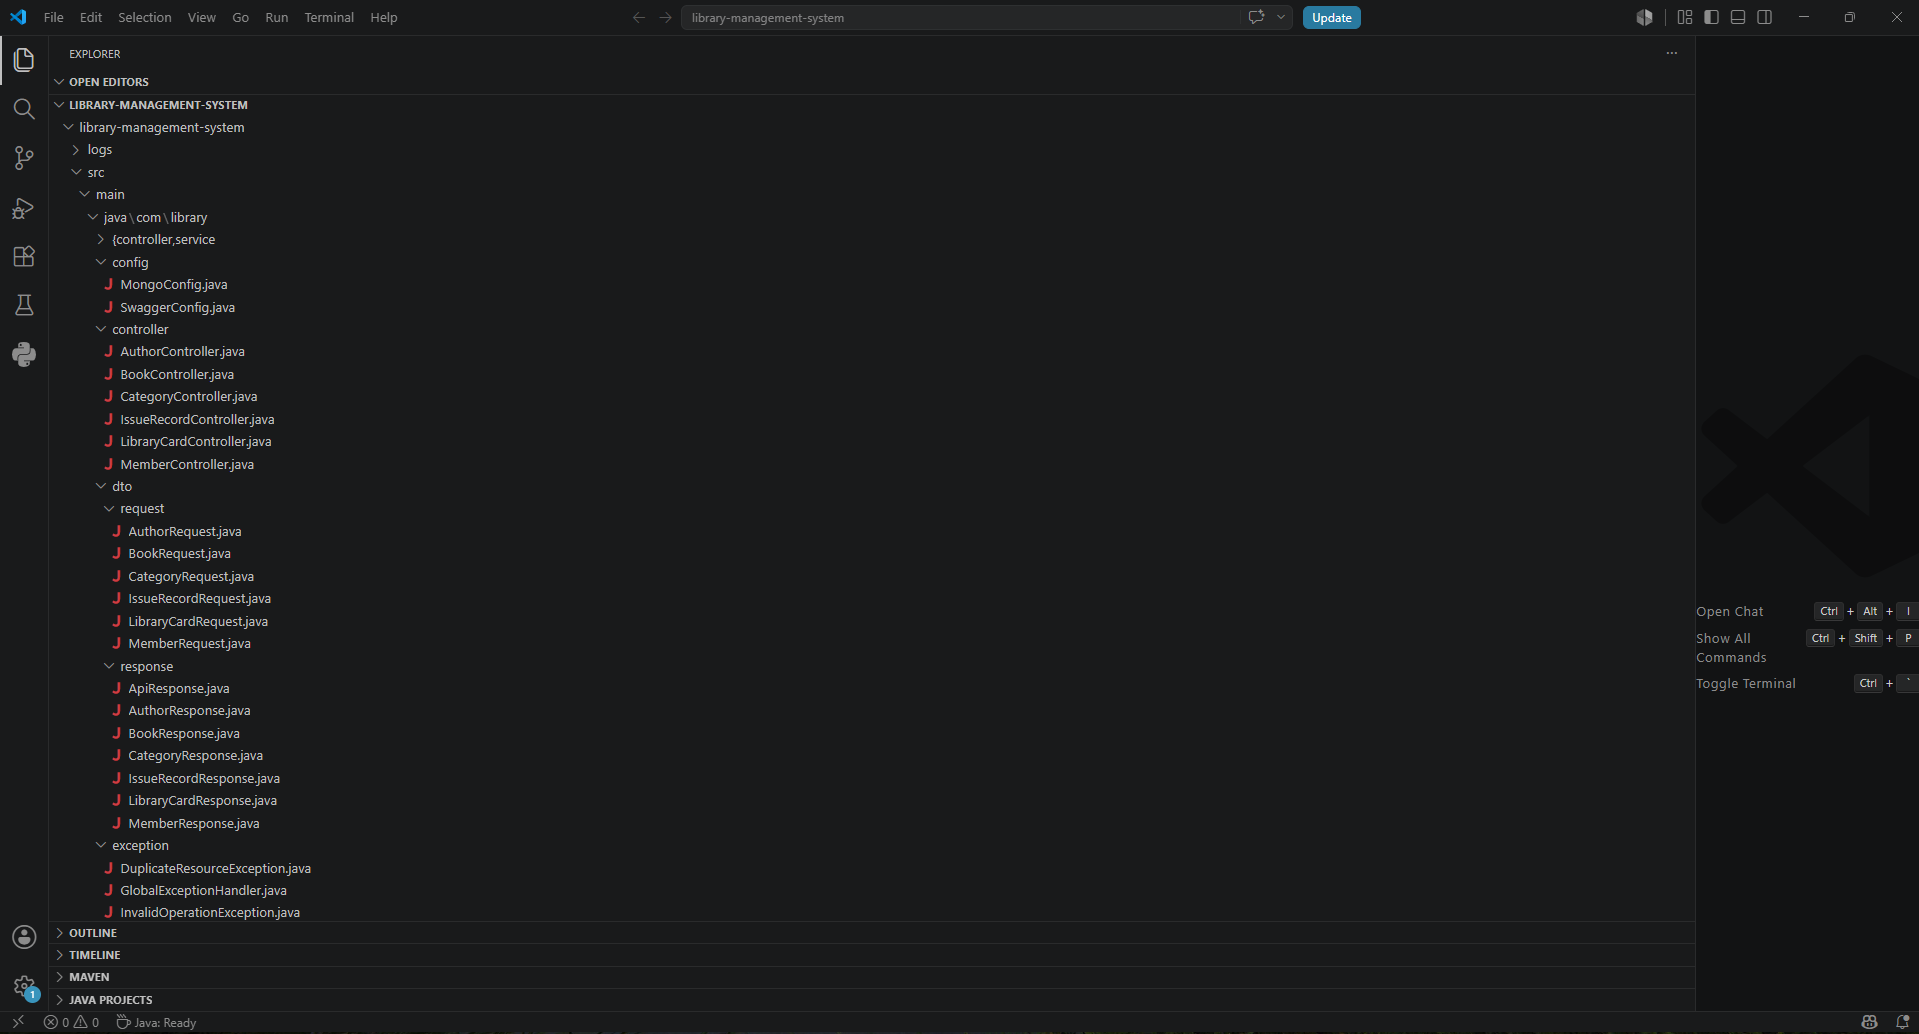 File Edit Selection View Go Run Terminal Help library-management-system Update
EXPLORER
OPEN EDITORS
LIBRARY-MANAGEMENT-SYSTEM
library-management-system
logs
src
main
java\com\library
{controller,service
config
J MongoConfig.java
J SwaggerConfig.java
controller
J AuthorController.java
J BookController.java
J CategoryController.java
J IssueRecordController.java
J LibraryCardController.java
J MemberController.java
dto
request
J AuthorRequest.java
J BookRequest.java
J CategoryRequest.java
J IssueRecordRequest.java
J LibraryCardRequest.java
J MemberRequest.java
response
J ApiResponse.java
J AuthorResponse.java
J BookResponse.java
J CategoryResponse.java
J IssueRecordResponse.java
J LibraryCardResponse.java
J MemberResponse.java
exception
J DuplicateResourceException.java
J GlobalExceptionHandler.java
J InvalidOperationException.java
OUTLINE
TIMELINE
MAVEN
JAVA PROJECTS
1
0 0 Java: Ready
Open Chat Ctrl + Alt + I
Show All Commands Ctrl + Shift + P
Toggle Terminal Ctrl + `